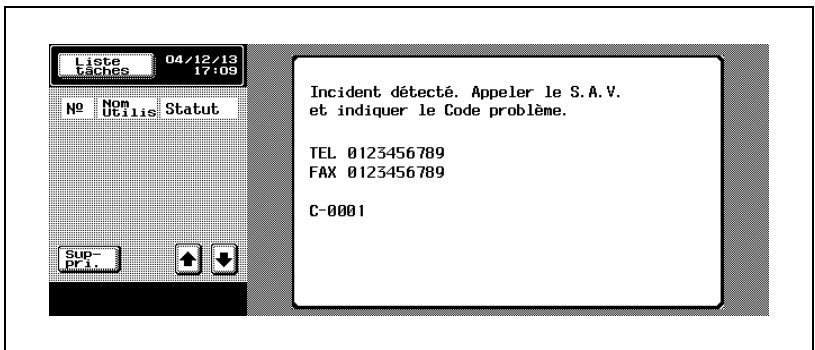 Liste
tâches
04/12/13
17:09
Nº
Nom
Utilis
Statut
Sup-
pri.
Incident détecté. Appeler le S.A.V.
et indiquer le Code problème.
TEL 0123456789
FAX 0123456789
C-0001